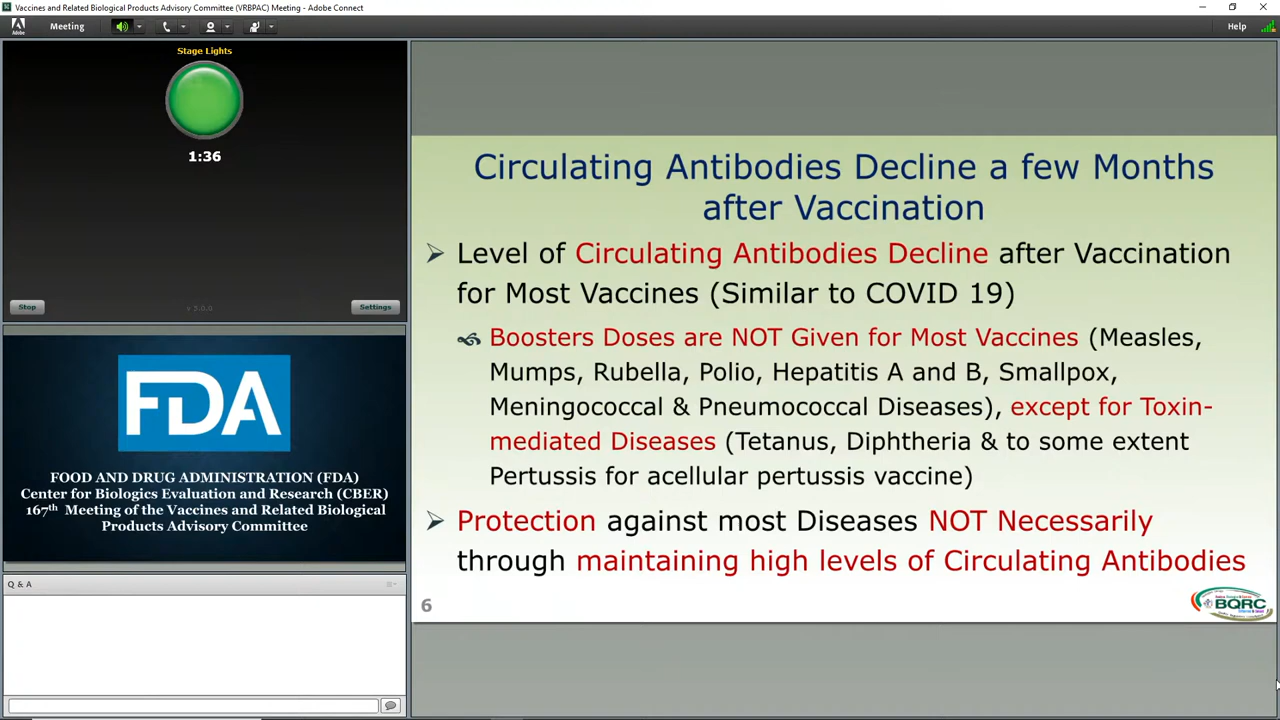 Vaccines and Related Biological Products Advisory Committee (VRBPAC) Meeting - Adobe Connect
Adobe
Meeting
Help
Stage Lights
1:36
Stop
v 5.0.0
Settings
FDA
FOOD AND DRUG ADMINISTRATION (FDA)
Center for Biologics Evaluation and Research (CBER)
167th Meeting of the Vaccines and Related Biological
Products Advisory Committee
Q & A
Circulating Antibodies Decline a few Months
after Vaccination
Level of Circulating Antibodies Decline after Vaccination
for Most Vaccines (Similar to COVID 19)
Boosters Doses are NOT Given for Most Vaccines (Measles,
Mumps, Rubella, Polio, Hepatitis A and B, Smallpox,
Meningococcal & Pneumococcal Diseases), except for Toxin-
mediated Diseases (Tetanus, Diphtheria & to some extent
Pertussis for acellular pertussis vaccine)
Protection against most Diseases NOT Necessarily
through maintaining high levels of Circulating Antibodies
6
BQRC